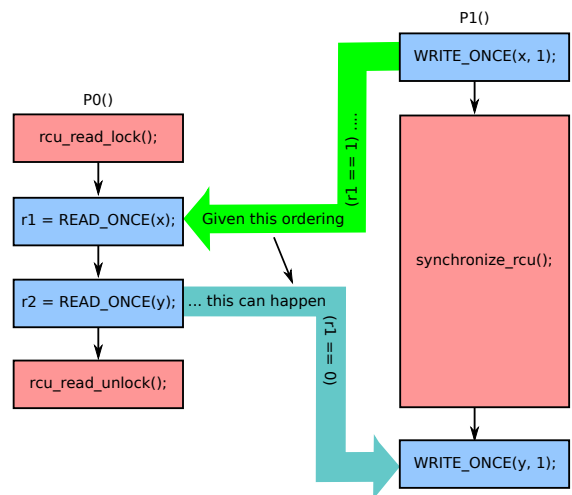 P1()
WRITE_ONCE(x, 1);
P0()
rcu_read_lock();
(r1 == 1) ....
r1 = READ_ONCE(x);
Given this ordering
synchronize_rcu();
r2 = READ_ONCE(y);
... this can happen
(r1 == 0)
rcu_read_unlock();
WRITE_ONCE(y, 1);